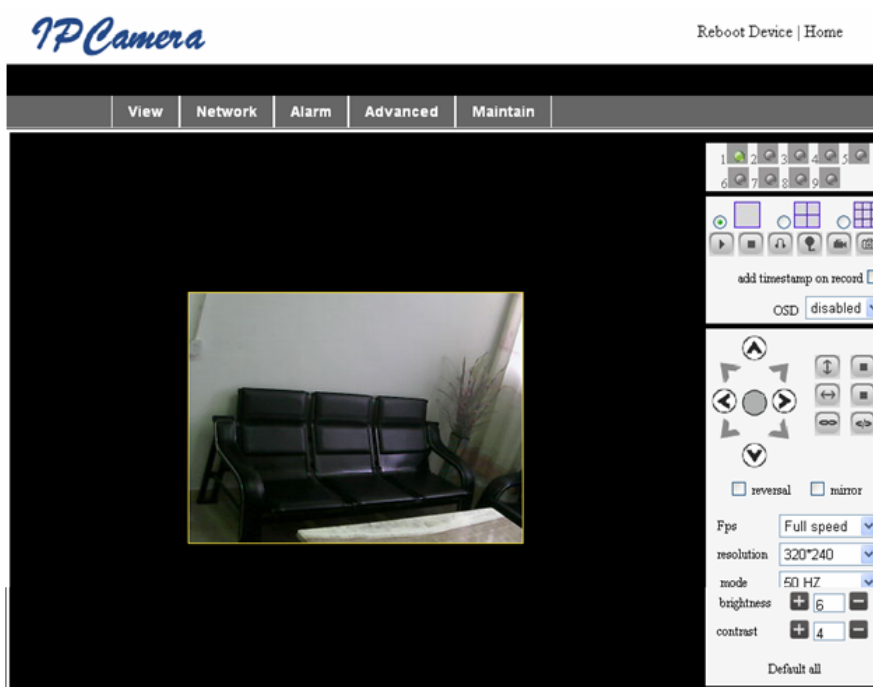 IPCamera
Reboot Device | Home
View Network Alarm Advanced Maintain
1 2 3 4 5
6 7 8 9
add timestamp on record
OSD disabled
reversal mirror
Fps Full speed
resolution 320*240
mode 50 HZ
brightness 6
contrast 4
Default all